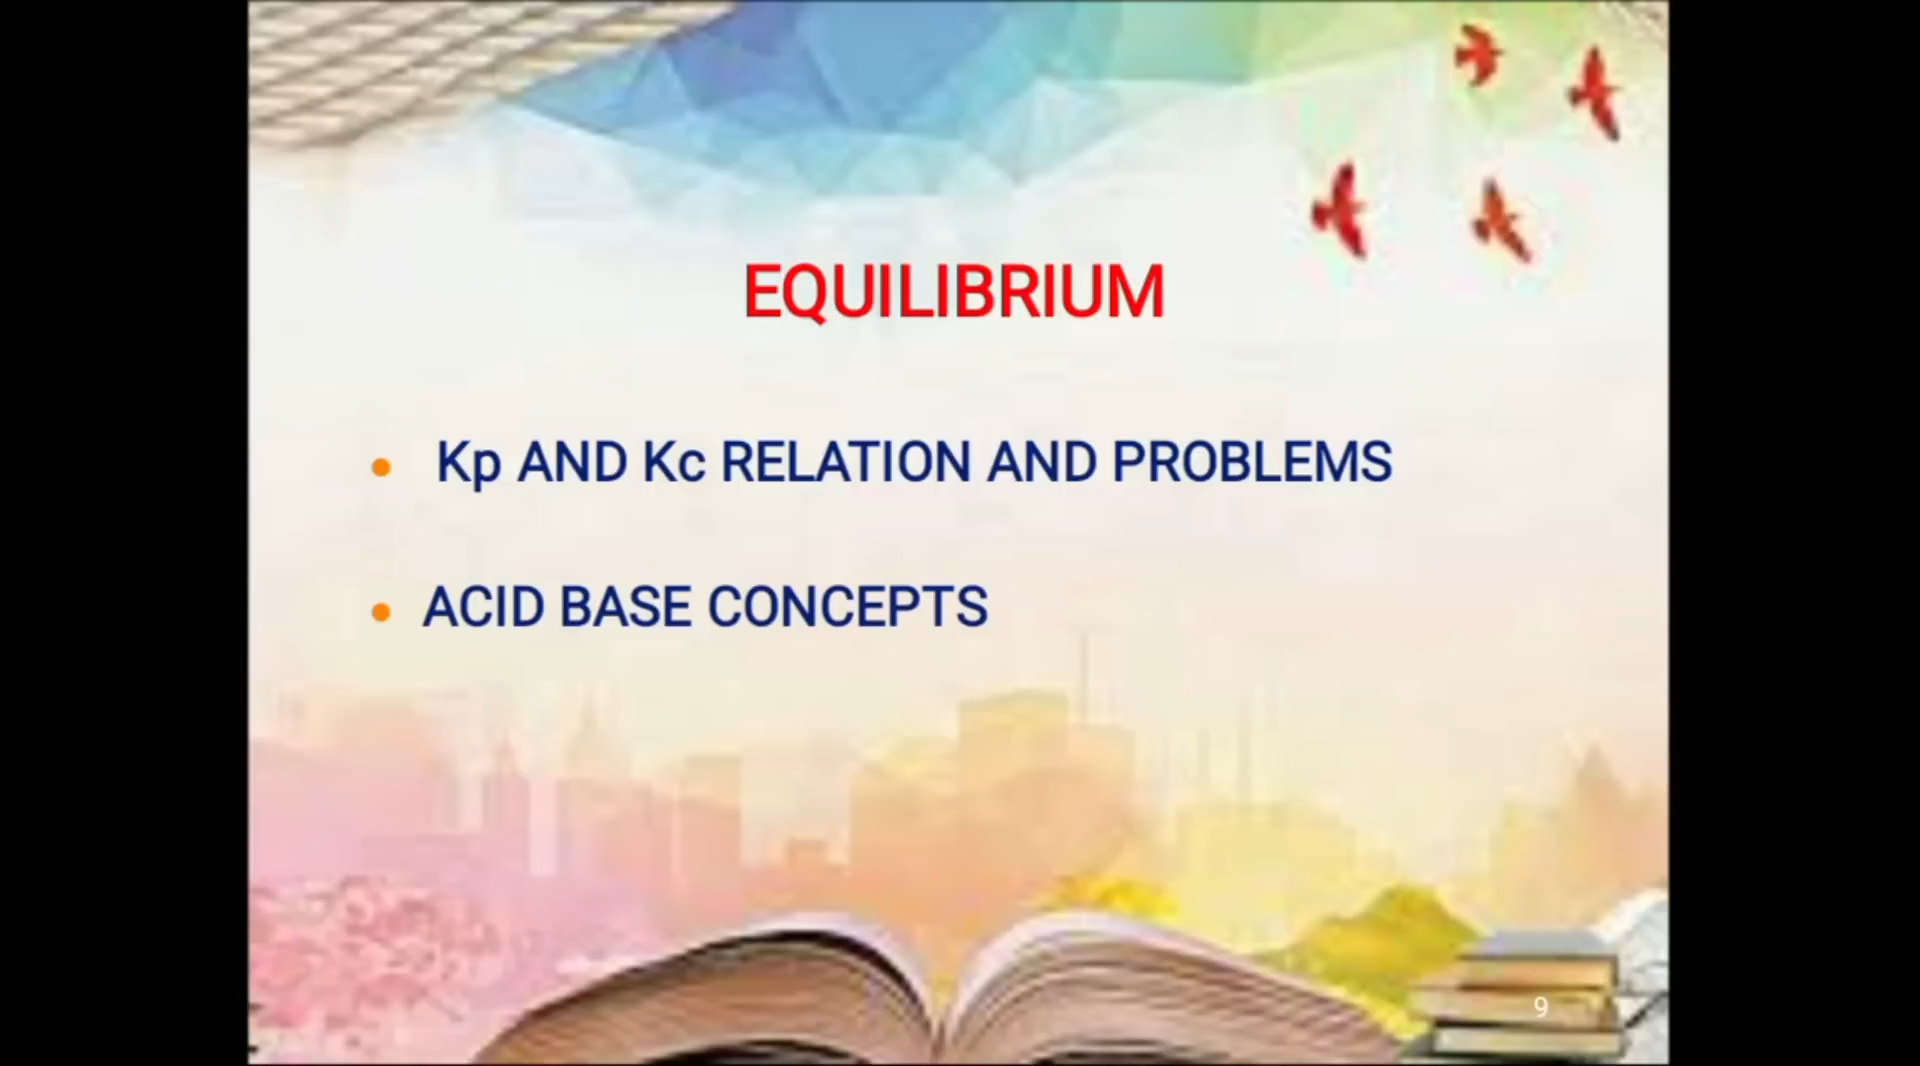 EQUILIBRIUM
• Kp AND Kc RELATION AND PROBLEMS
• ACID BASE CONCEPTS
9